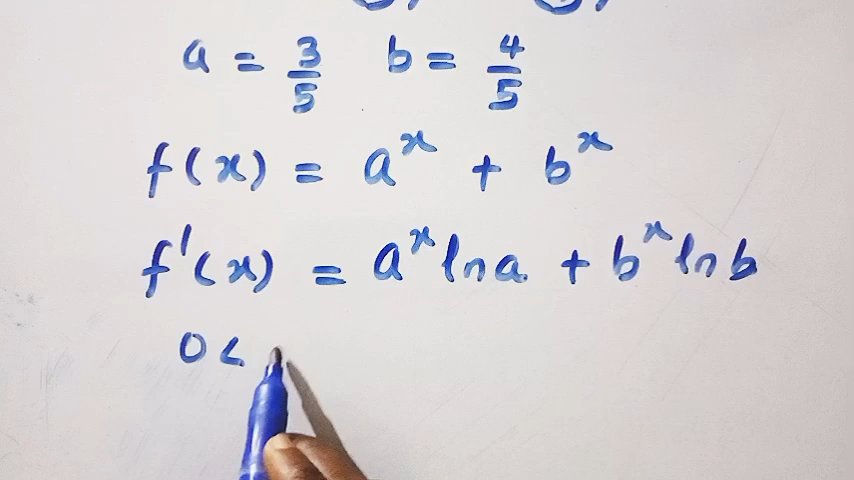 a = 3/5 b = 4/5
f(x) = a^x + b^x
f'(x) = a^x ln a + b^x ln b
0 <